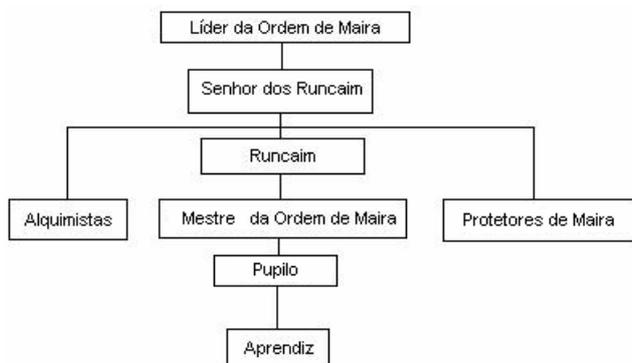 Líder da Ordem de Maira
Senhor dos Runcaim
Runcaim
Alquimistas
Mestre da Ordem de Maira
Protetores de Maira
Pupilo
Aprendiz